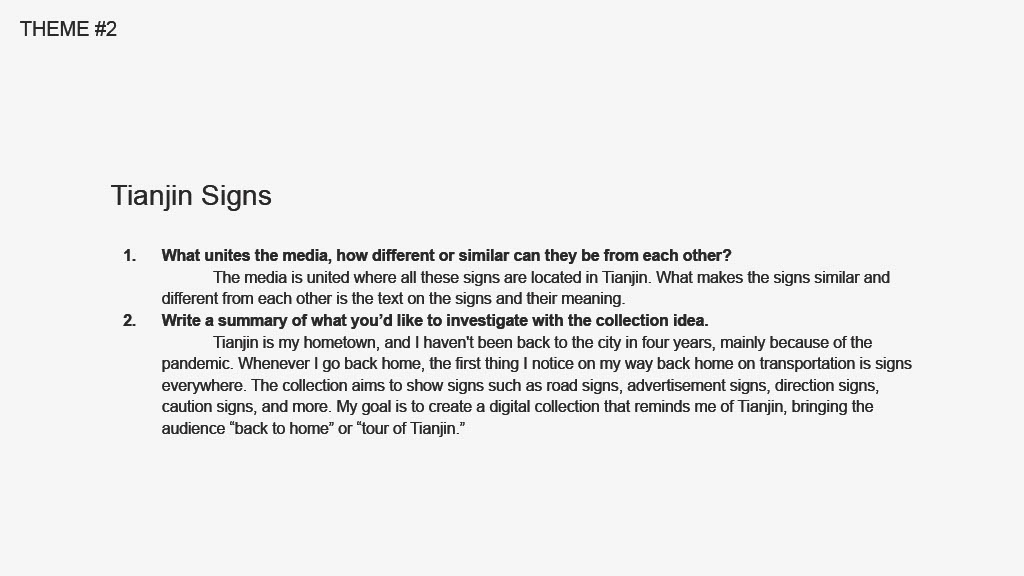 THEME #2
Tianjin Signs
1. What unites the media, how different or similar can they be from each other?
The media is united where all these signs are located in Tianjin. What makes the signs similar and
different from each other is the text on the signs and their meaning.
2. Write a summary of what you’d like to investigate with the collection idea.
Tianjin is my hometown, and I haven't been back to the city in four years, mainly because of the
pandemic. Whenever I go back home, the first thing I notice on my way back home on transportation is signs
everywhere. The collection aims to show signs such as road signs, advertisement signs, direction signs,
caution signs, and more. My goal is to create a digital collection that reminds me of Tianjin, bringing the
audience “back to home” or “tour of Tianjin.”